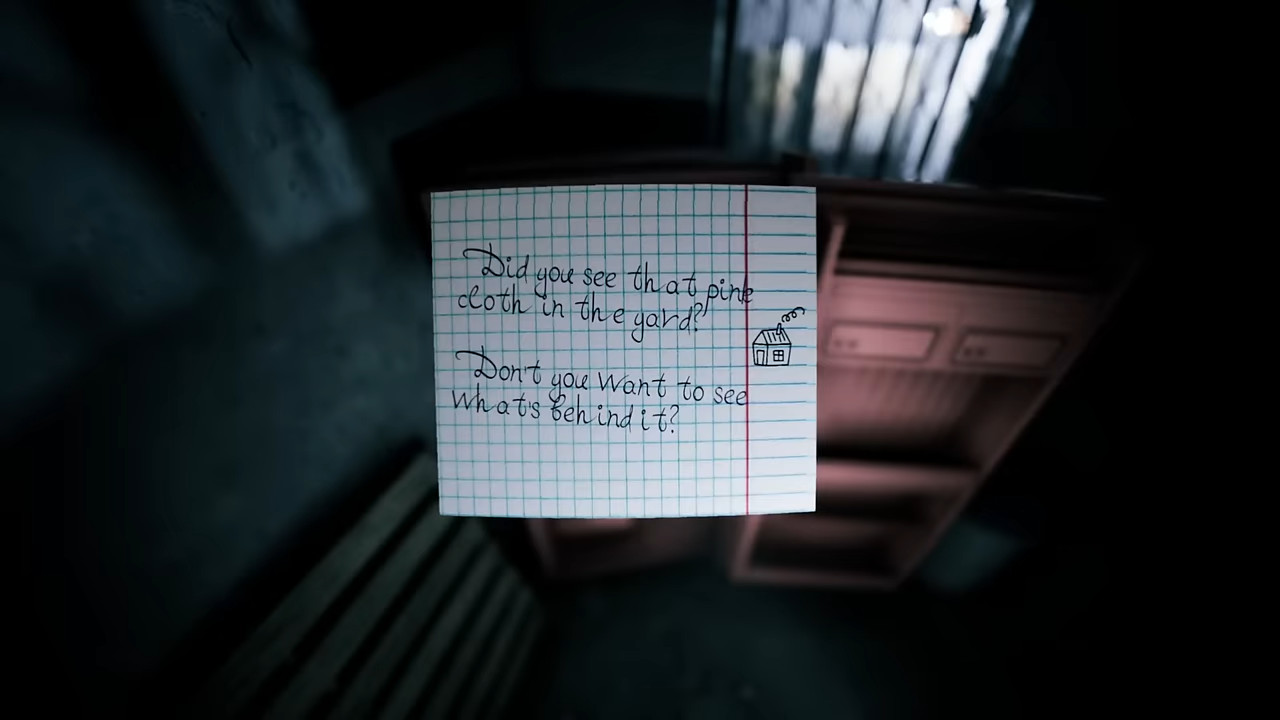 Did you see that pink
cloth in the yard?
Don't you want to see
what's behind it?